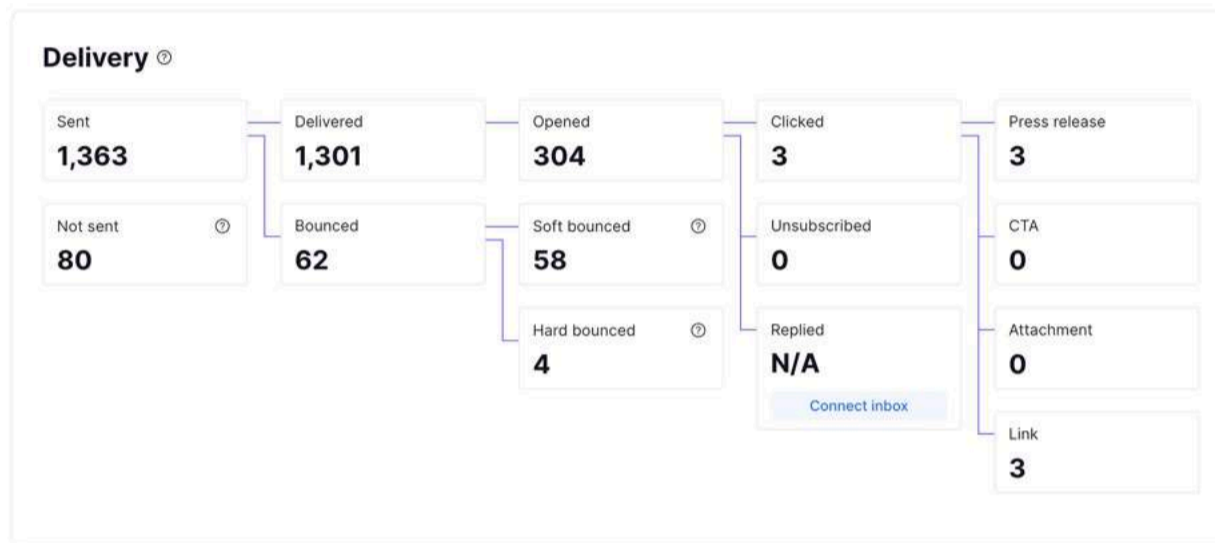 Delivery
Sent
1,363
Delivered
1,301
Opened
304
Clicked
3
Press release
3
Not sent
80
Bounced
62
Soft bounced
58
Unsubscribed
0
CTA
0
Hard bounced
4
Replied
N/A
Connect inbox
Attachment
0
Link
3